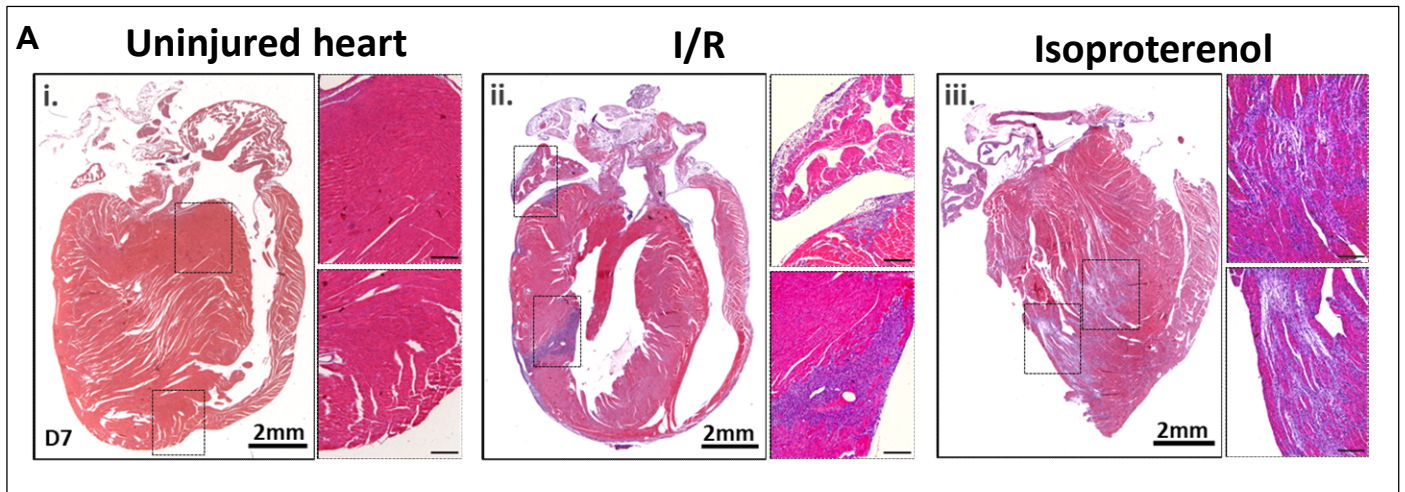 A
Uninjured heart
I/R
Isoproterenol
i.
ii.
iii.
D7
2mm
2mm
2mm